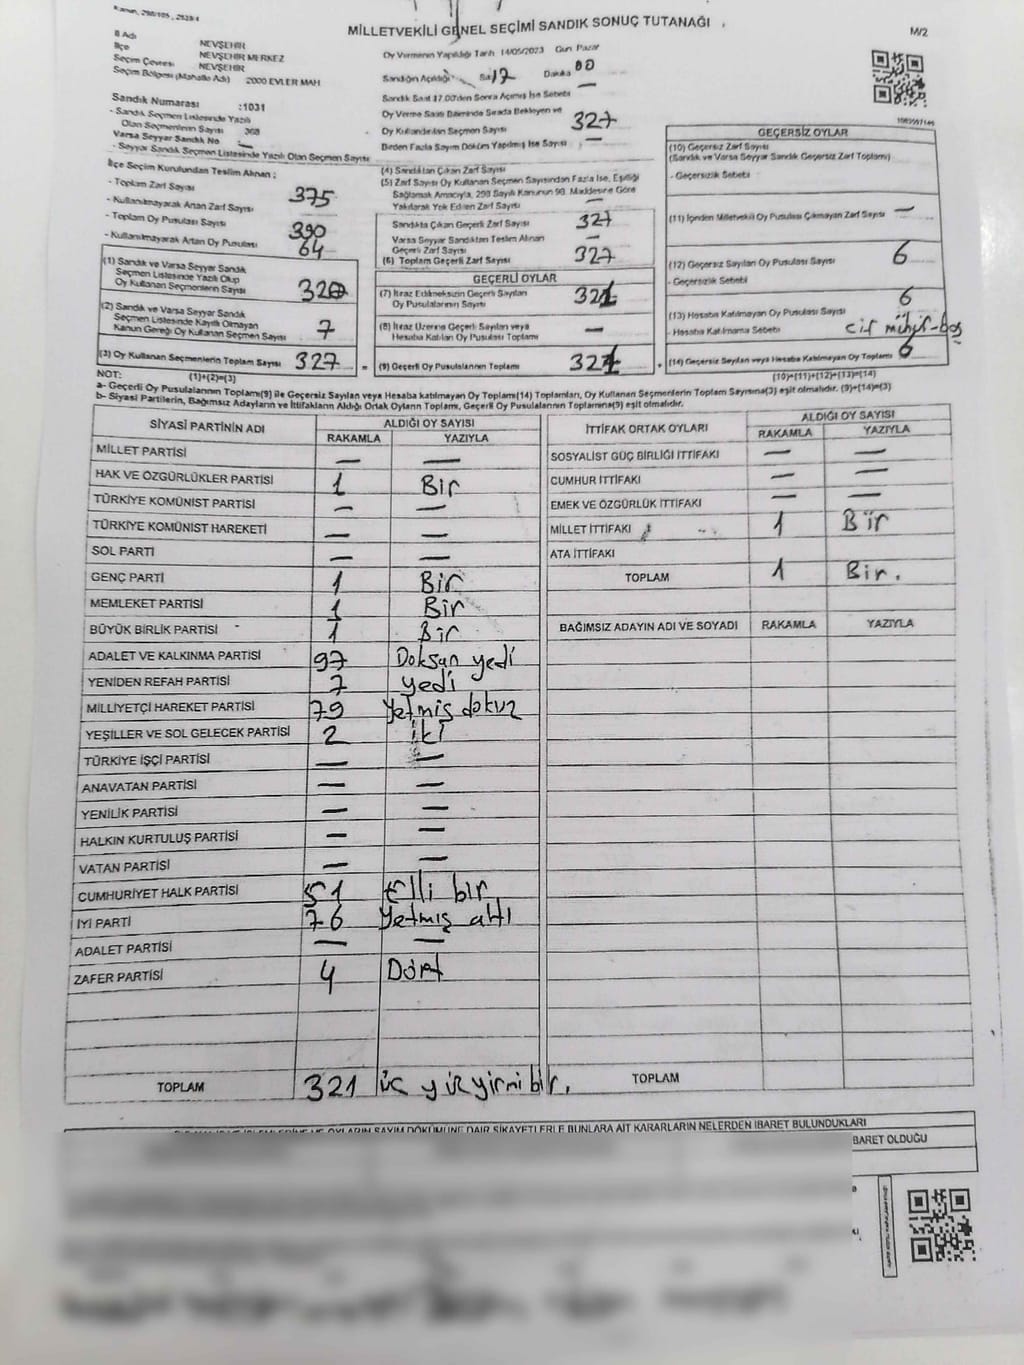 Kanun, 298/105 , 2839/4
MİLLETVEKİLİ GENEL SEÇİMİ SANDIK SONUÇ TUTANAĞI
M/2
İl Adı NEVŞEHİR
İlçe NEVŞEHİR MERKEZ
Seçim Çevresi NEVŞEHİR
Seçim Bölgesi (Mahalle Adı) 2000 EVLER MAH
Sandık Numarası :1031
- Sandık Seçmen Listesinde Yazılı
Olan Seçmenlerin Sayısı 368
Varsa Seyyar Sandık No —
- Seyyar Sandık Seçmen Listesinde Yazılı Olan Seçmen Sayısı
İlçe Seçim Kurulundan Teslim Alınan ;
- Toplam Zarf Sayısı 375
- Kullanılmayarak Artan Zarf Sayısı
- Toplam Oy Pusulası Sayısı 390
- Kullanılmayarak Artan Oy Pusulası 64
(1) Sandık ve Varsa Seyyar Sandık
Seçmen Listesinde Yazılı Olup
Oy Kullanan Seçmenlerin Sayısı 320
(2) Sandık ve Varsa Seyyar Sandık
Seçmen Listesinde Kayıtlı Olmayan
Kanun Gereği Oy Kullanan Seçmen Sayısı 7
(3) Oy Kullanan Seçmenlerin Toplam Sayısı 327
Oy Vermenin Yapıldığı Tarih 14/05/2023 Gün Pazar
Sandığın Açıldığı Saat 17 Dakika 00
Sandık Saat 17.00'den Sonra Açılmış İse Sebebi —
Oy Verme Saati Bitiminde Sırada Bekleyen ve
Oy Kullandırılan Seçmen Sayısı 327
Birden Fazla Sayım Döküm Yapılmış İse Sayısı —
(4) Sandıktan Çıkan Zarf Sayısı
(5) Zarf Sayısı Oy Kullanan Seçmen Sayısından Fazla İse, Eşitliği
Sağlamak Amacıyla, 298 Sayılı Kanunun 98. Maddesine Göre
Yakılarak Yok Edilen Zarf Sayısı —
Sandıkta Çıkan Geçerli Zarf Sayısı 327
Varsa Seyyar Sandıktan Teslim Alınan
Geçerli Zarf Sayısı —
(6) Toplam Geçerli Zarf Sayısı 327
GEÇERLİ OYLAR
(7) İtiraz Edilmeksizin Geçerli Sayılan
Oy Pusulalarının Sayısı 321
(8) İtiraz Üzerine Geçerli Sayılan veya
Hesaba Katılan Oy Pusulası Toplamı —
= (9) Geçerli Oy Pusulalarının Toplamı 321
GEÇERSİZ OYLAR
(10) Geçersiz Zarf Sayısı
(Sandık ve Varsa Seyyar Sandık Geçersiz Zarf Toplamı)
- Geçersizlik Sebebi
(11) İçinden Milletvekili Oy Pusulası Çıkmayan Zarf Sayısı —
(12) Geçersiz Sayılan Oy Pusulası Sayısı 6
- Geçersizlik Sebebi
(13) Hesaba Katılmayan Oy Pusulası Sayısı 6
- Hesaba Katılmama Sebebi çif mühür-boş
+ (14) Geçersiz Sayılan veya Hesaba Katılmayan Oy Toplamı 6
NOT: (1)+(2)=(3) (10)+(11)+(12)+(13)=(14)
a- Geçerli Oy Pusulalarının Toplamı(9) ile Geçersiz Sayılan veya Hesaba katılmayan Oy Toplamı(14) Toplamları, Oy Kullanan Seçmenlerin Toplam Sayısına(3) eşit olmalıdır. (9)+(14)=(3)
b- Siyasi Partilerin, Bağımsız Adayların ve İttifakların Aldığı Ortak Oyların Toplamı, Geçerli Oy Pusulalarının Toplamına(9) eşit olmalıdır.
SİYASİ PARTİNİN ADI ALDIĞI OY SAYISI
RAKAMLA YAZIYLA
MİLLET PARTİSİ — —
HAK VE ÖZGÜRLÜKLER PARTİSİ 1 Bir
TÜRKİYE KOMÜNİST PARTİSİ — —
TÜRKİYE KOMÜNİST HAREKETİ — —
SOL PARTİ — —
GENÇ PARTİ 1 Bir
MEMLEKET PARTİSİ 1 Bir
BÜYÜK BİRLİK PARTİSİ 1 Bir
ADALET VE KALKINMA PARTİSİ 97 Doksan yedi
YENİDEN REFAH PARTİSİ 7 yedi
MİLLİYETÇİ HAREKET PARTİSİ 79 Yetmiş dokuz
YEŞİLLER VE SOL GELECEK PARTİSİ 2 iki
TÜRKİYE İŞÇİ PARTİSİ — —
ANAVATAN PARTİSİ — —
YENİLİK PARTİSİ — —
HALKIN KURTULUŞ PARTİSİ — —
VATAN PARTİSİ — —
CUMHURİYET HALK PARTİSİ 51 Elli bir
İYİ PARTİ 76 Yetmiş altı
ADALET PARTİSİ — —
ZAFER PARTİSİ 4 Dört
TOPLAM 321 üç yüz yirmi bir.
İTTİFAK ORTAK OYLARI ALDIĞI OY SAYISI
RAKAMLA YAZIYLA
SOSYALİST GÜÇ BİRLİĞİ İTTİFAKI — —
CUMHUR İTTİFAKI — —
EMEK VE ÖZGÜRLÜK İTTİFAKI — —
MİLLET İTTİFAKI 1 Bir
ATA İTTİFAKI
TOPLAM 1 Bir.
BAĞIMSIZ ADAYIN ADI VE SOYADI RAKAMLA YAZIYLA
TOPLAM
OYLARIN SAYIM DÖKÜMÜNE DAİR ŞİKAYETLERLE BUNLARA AİT KARARLARIN NELERDEN İBARET BULUNDUKLARI
İBARET OLDUĞU